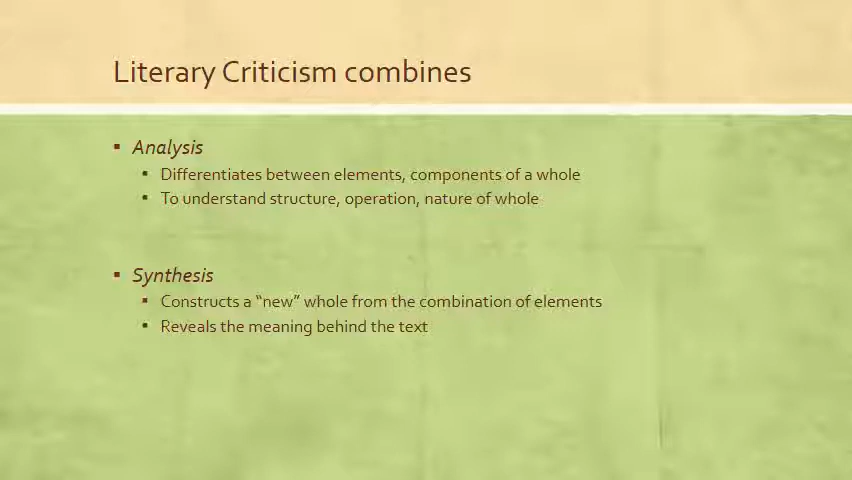 Literary Criticism combines
▪ Analysis
▪ Differentiates between elements, components of a whole
▪ To understand structure, operation, nature of whole
▪ Synthesis
▪ Constructs a “new” whole from the combination of elements
▪ Reveals the meaning behind the text